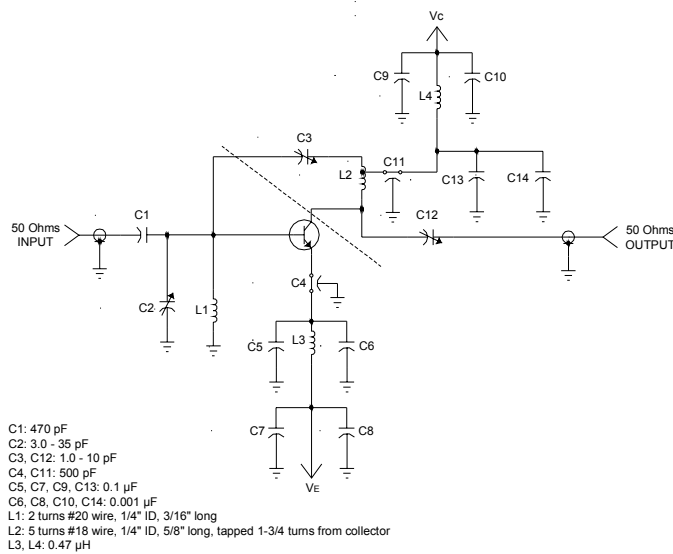 Vc
C9
C10
L4
C3
C11
L2
C13
C14
C1
C12
50 Ohms
INPUT
50 Ohms
OUTPUT
C4
C2
L1
C5
L3
C6
C7
C8
VE
C1: 470 pF
C2: 3.0 - 35 pF
C3, C12: 1.0 - 10 pF
C4, C11: 500 pF
C5, C7, C9, C13: 0.1 µF
C6, C8, C10, C14: 0.001 µF
L1: 2 turns #20 wire, 1/4" ID, 3/16" long
L2: 5 turns #18 wire, 1/4" ID, 5/8" long, tapped 1-3/4 turns from collector
L3, L4: 0.47 µH